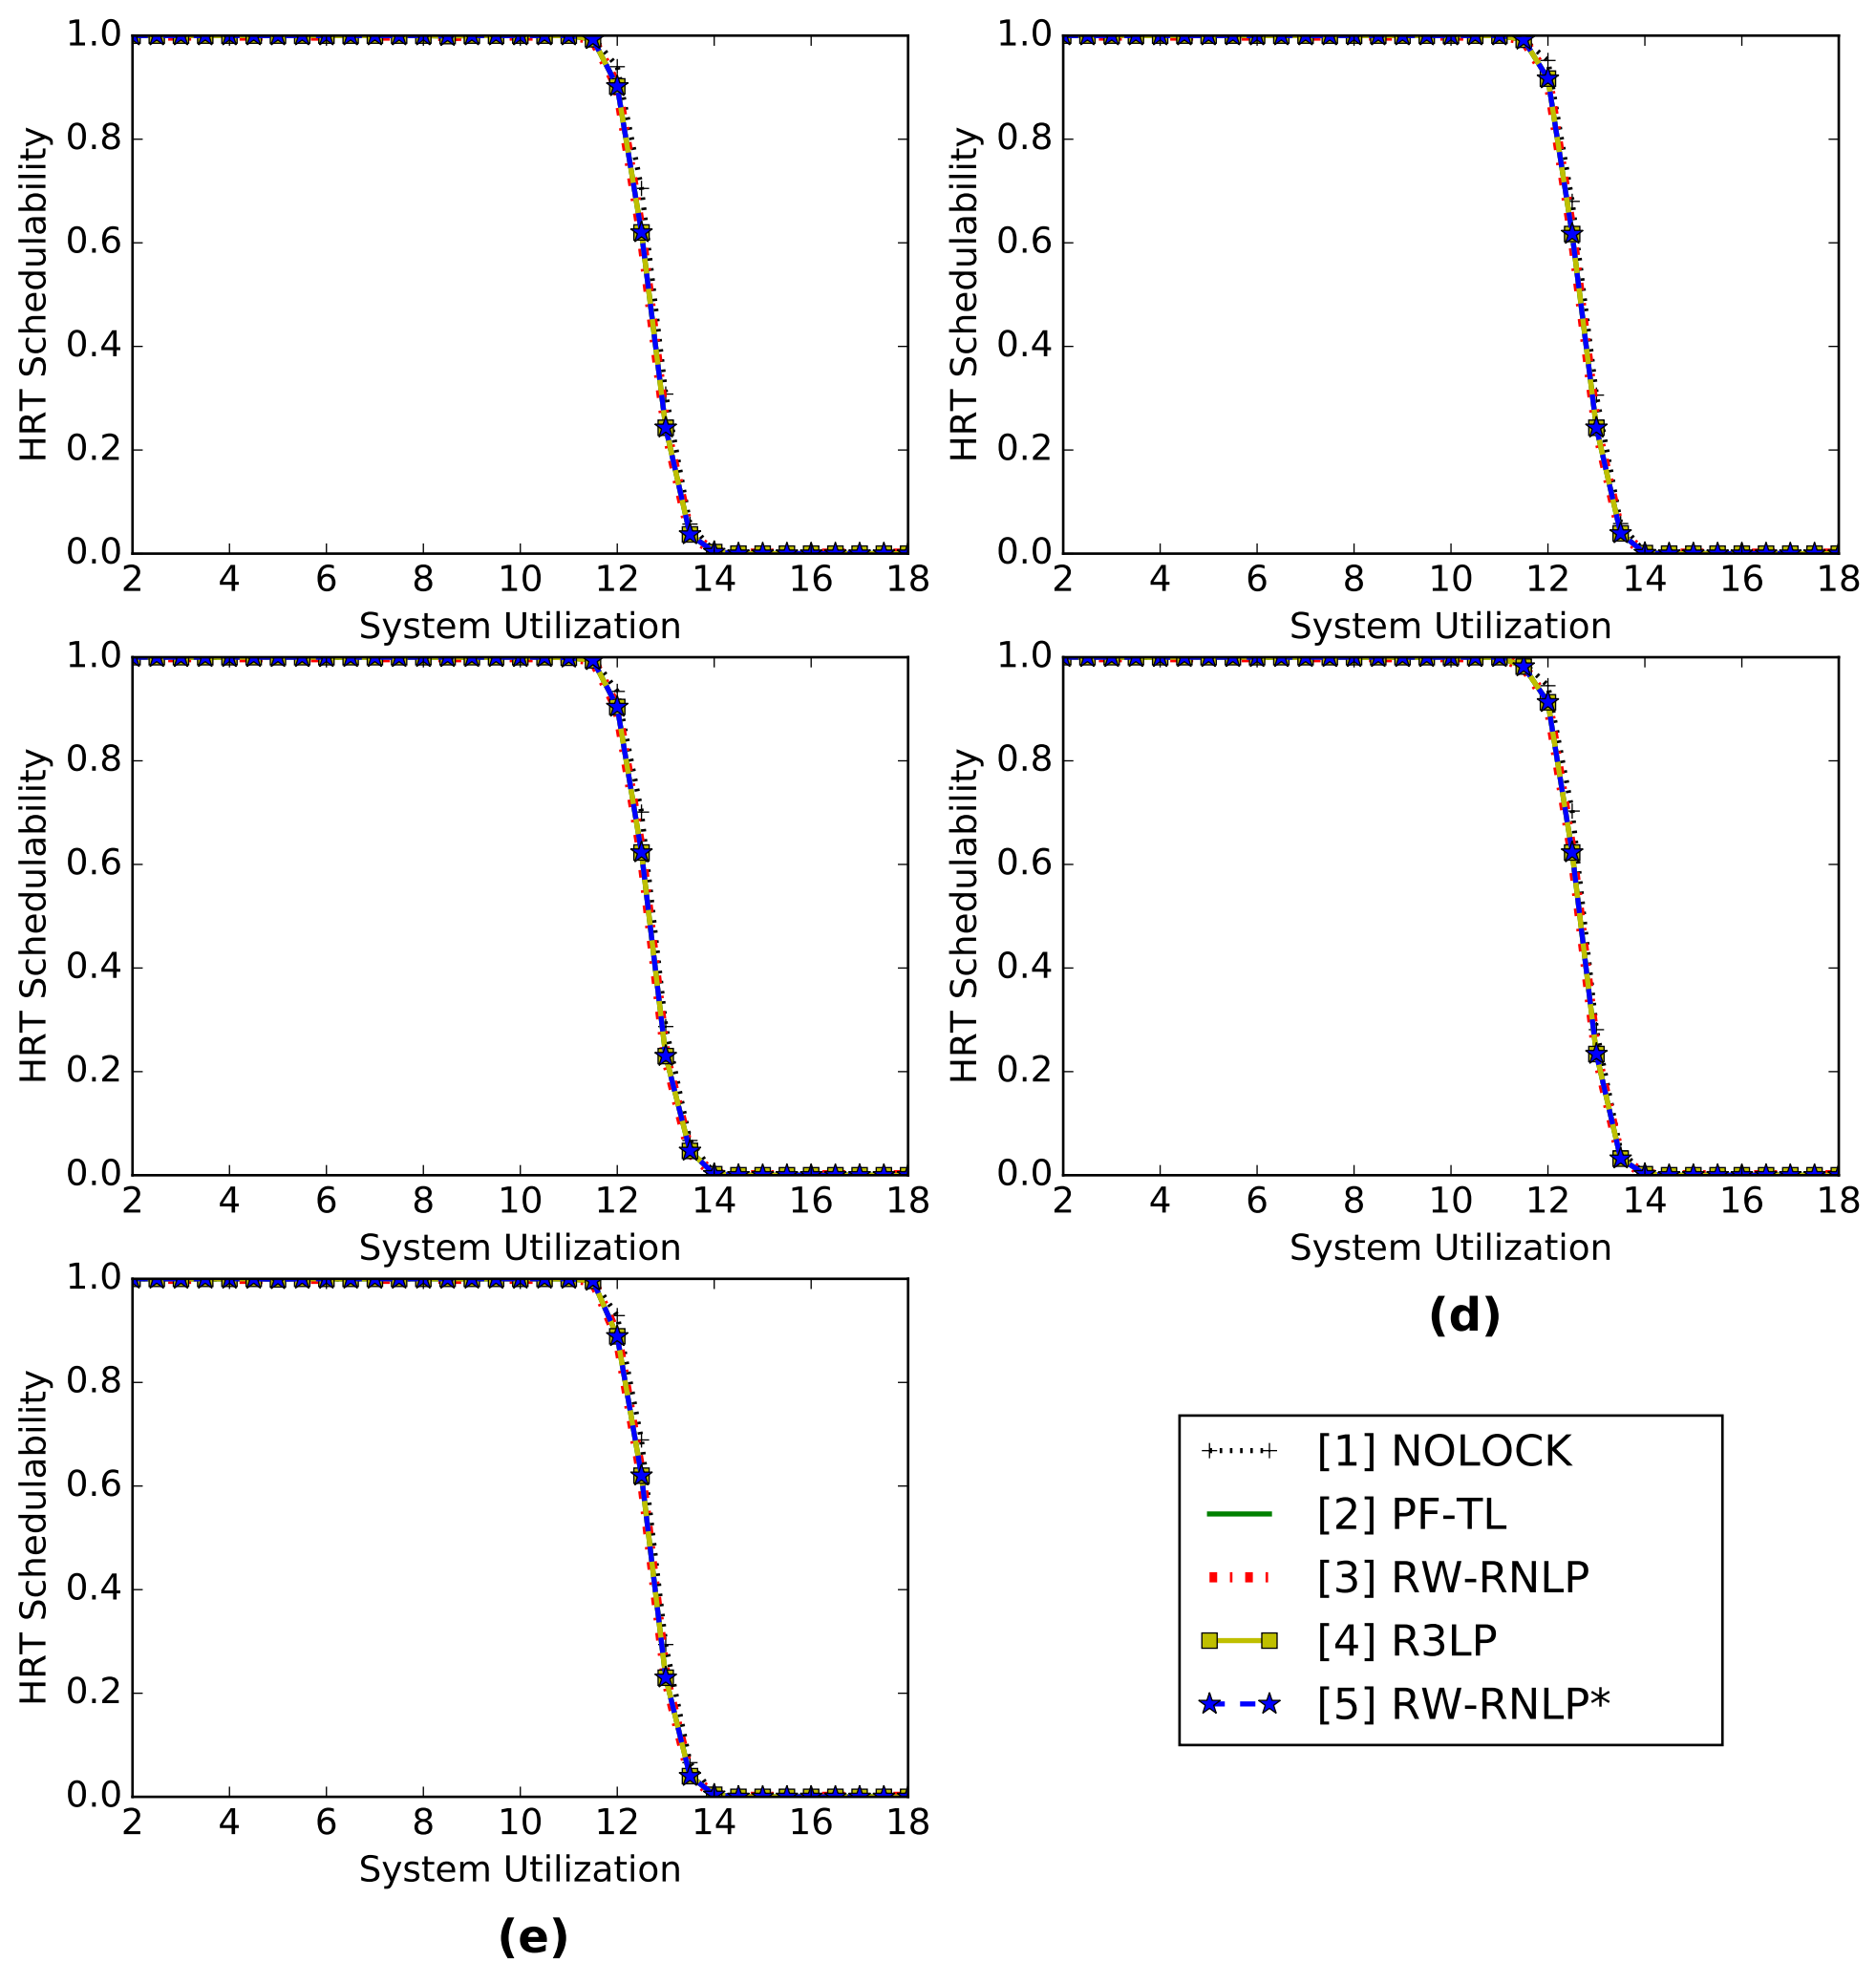 1.0
0.8
0.6
0.4
0.2
0.0
HRT Schedulability
2 4 6 8 10 12 14 16 18
System Utilization
1.0
0.8
0.6
0.4
0.2
0.0
HRT Schedulability
2 4 6 8 10 12 14 16 18
System Utilization
1.0
0.8
0.6
0.4
0.2
0.0
HRT Schedulability
2 4 6 8 10 12 14 16 18
System Utilization
1.0
0.8
0.6
0.4
0.2
0.0
HRT Schedulability
2 4 6 8 10 12 14 16 18
System Utilization
(d)
1.0
0.8
0.6
0.4
0.2
0.0
HRT Schedulability
2 4 6 8 10 12 14 16 18
System Utilization
(e)
[1] NOLOCK
[2] PF-TL
[3] RW-RNLP
[4] R3LP
[5] RW-RNLP*